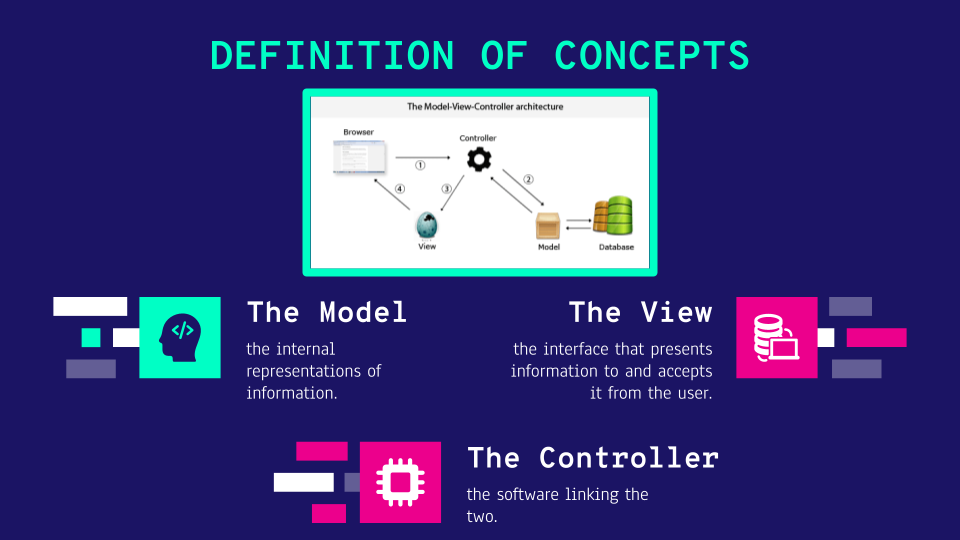 DEFINITION OF CONCEPTS
The Model-View-Controller architecture
Browser
Controller
①
②
④
③
View
Model
Database
The Model
the internal
representations of
information.
The View
the interface that presents
information to and accepts
it from the user.
The Controller
the software linking the
two.